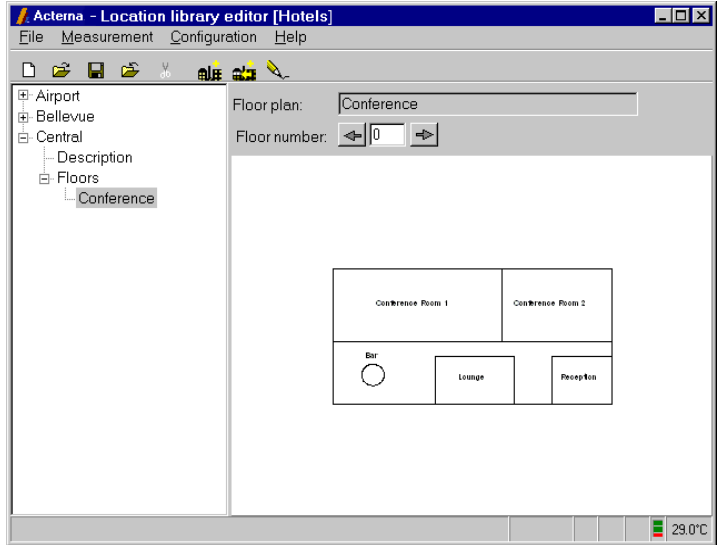 Acterna - Location library editor [Hotels]
File Measurement Configuration Help
Airport
Bellevue
Central
Description
Floors
Conference
Floor plan: Conference
Floor number: 0
Conference Room 1
Conference Room 2
Bar
Lounge
Reception
29.0°C